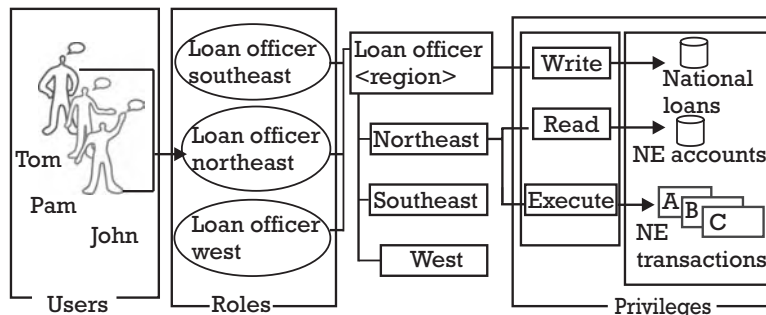 Tom
Pam
John
Users
Loan officer
southeast
Loan officer
northeast
Loan officer
west
Roles
Loan officer
<region>
Northeast
Southeast
West
Write
Read
Execute
National
loans
NE accounts
A
B
C
NE
transactions
Privileges